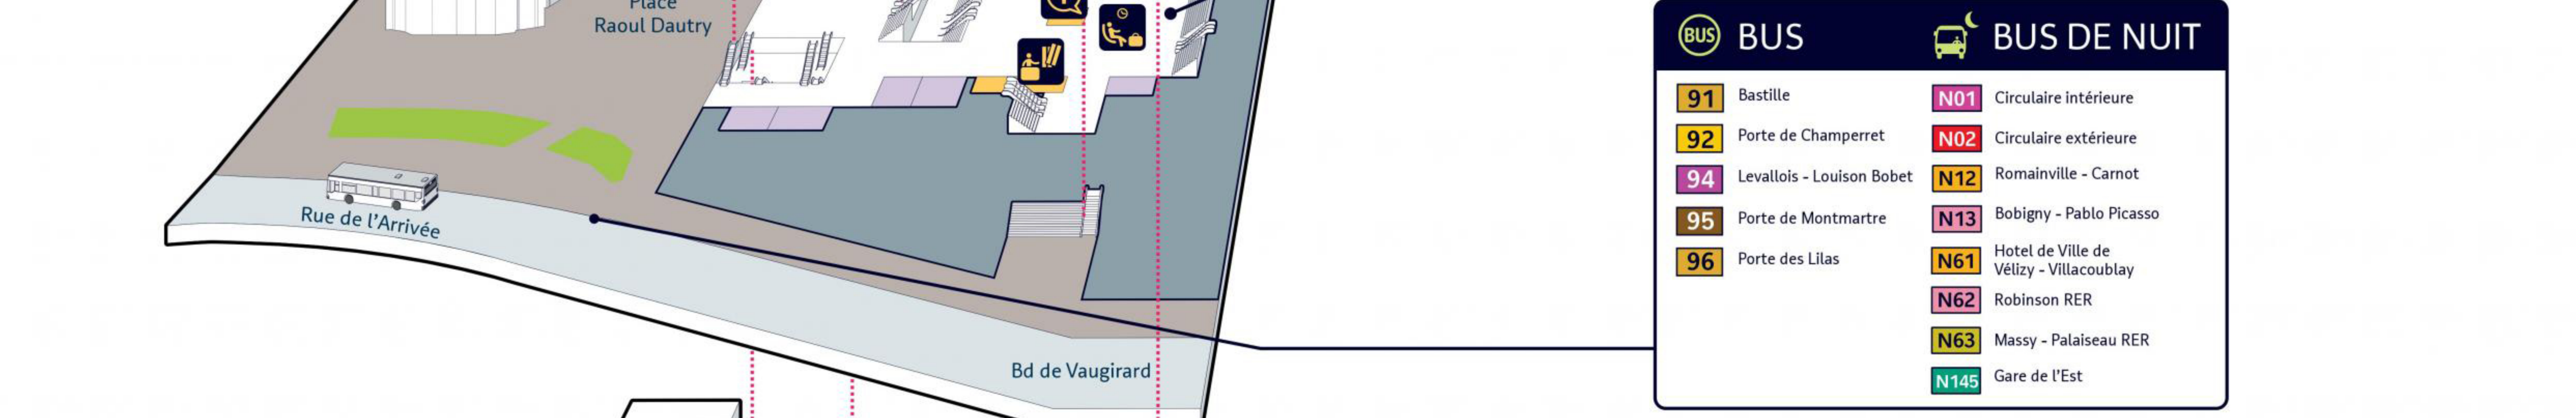 Place
Raoul Dautry
Rue de l'Arrivée
Bd de Vaugirard
BUS BUS
91 Bastille
92 Porte de Champerret
94 Levallois - Louison Bobet
95 Porte de Montmartre
96 Porte des Lilas
BUS DE NUIT
N01 Circulaire intérieure
N02 Circulaire extérieure
N12 Romainville - Carnot
N13 Bobigny - Pablo Picasso
N61 Hotel de Ville de
Vélizy - Villacoublay
N62 Robinson RER
N63 Massy - Palaiseau RER
N145 Gare de l'Est